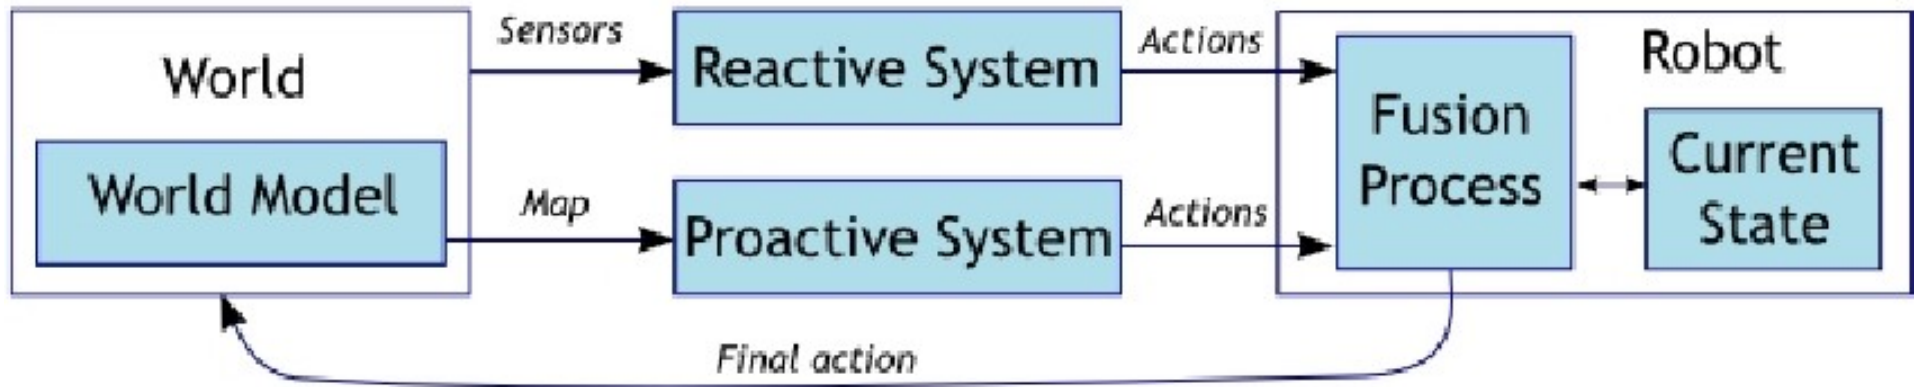 World
World Model
Sensors
Map
Reactive System
Proactive System
Actions
Actions
Fusion
Process
Robot
Current
State
Final action